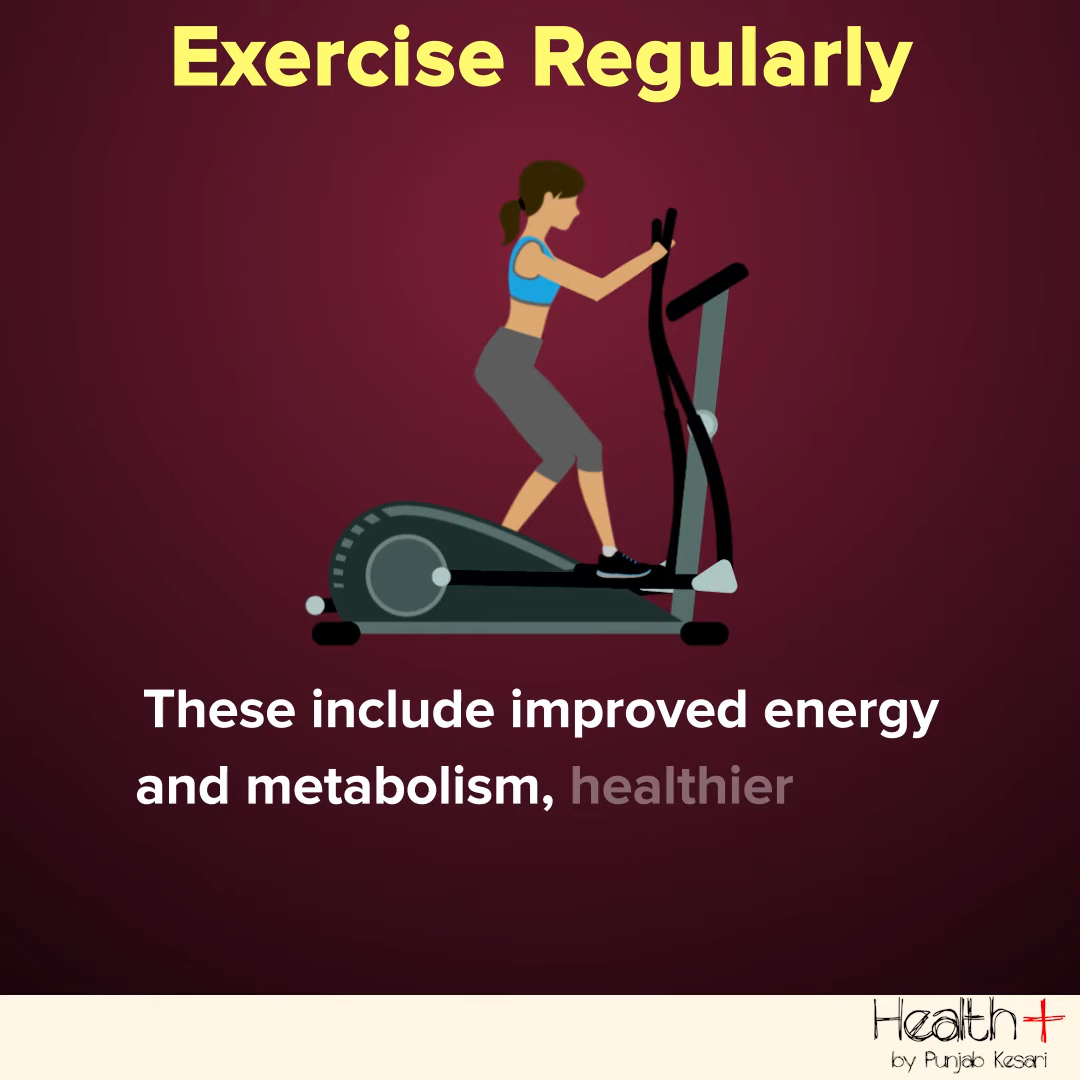 Exercise Regularly
These include improved energy
and metabolism, healthier
Health+
by Punjab Kesari